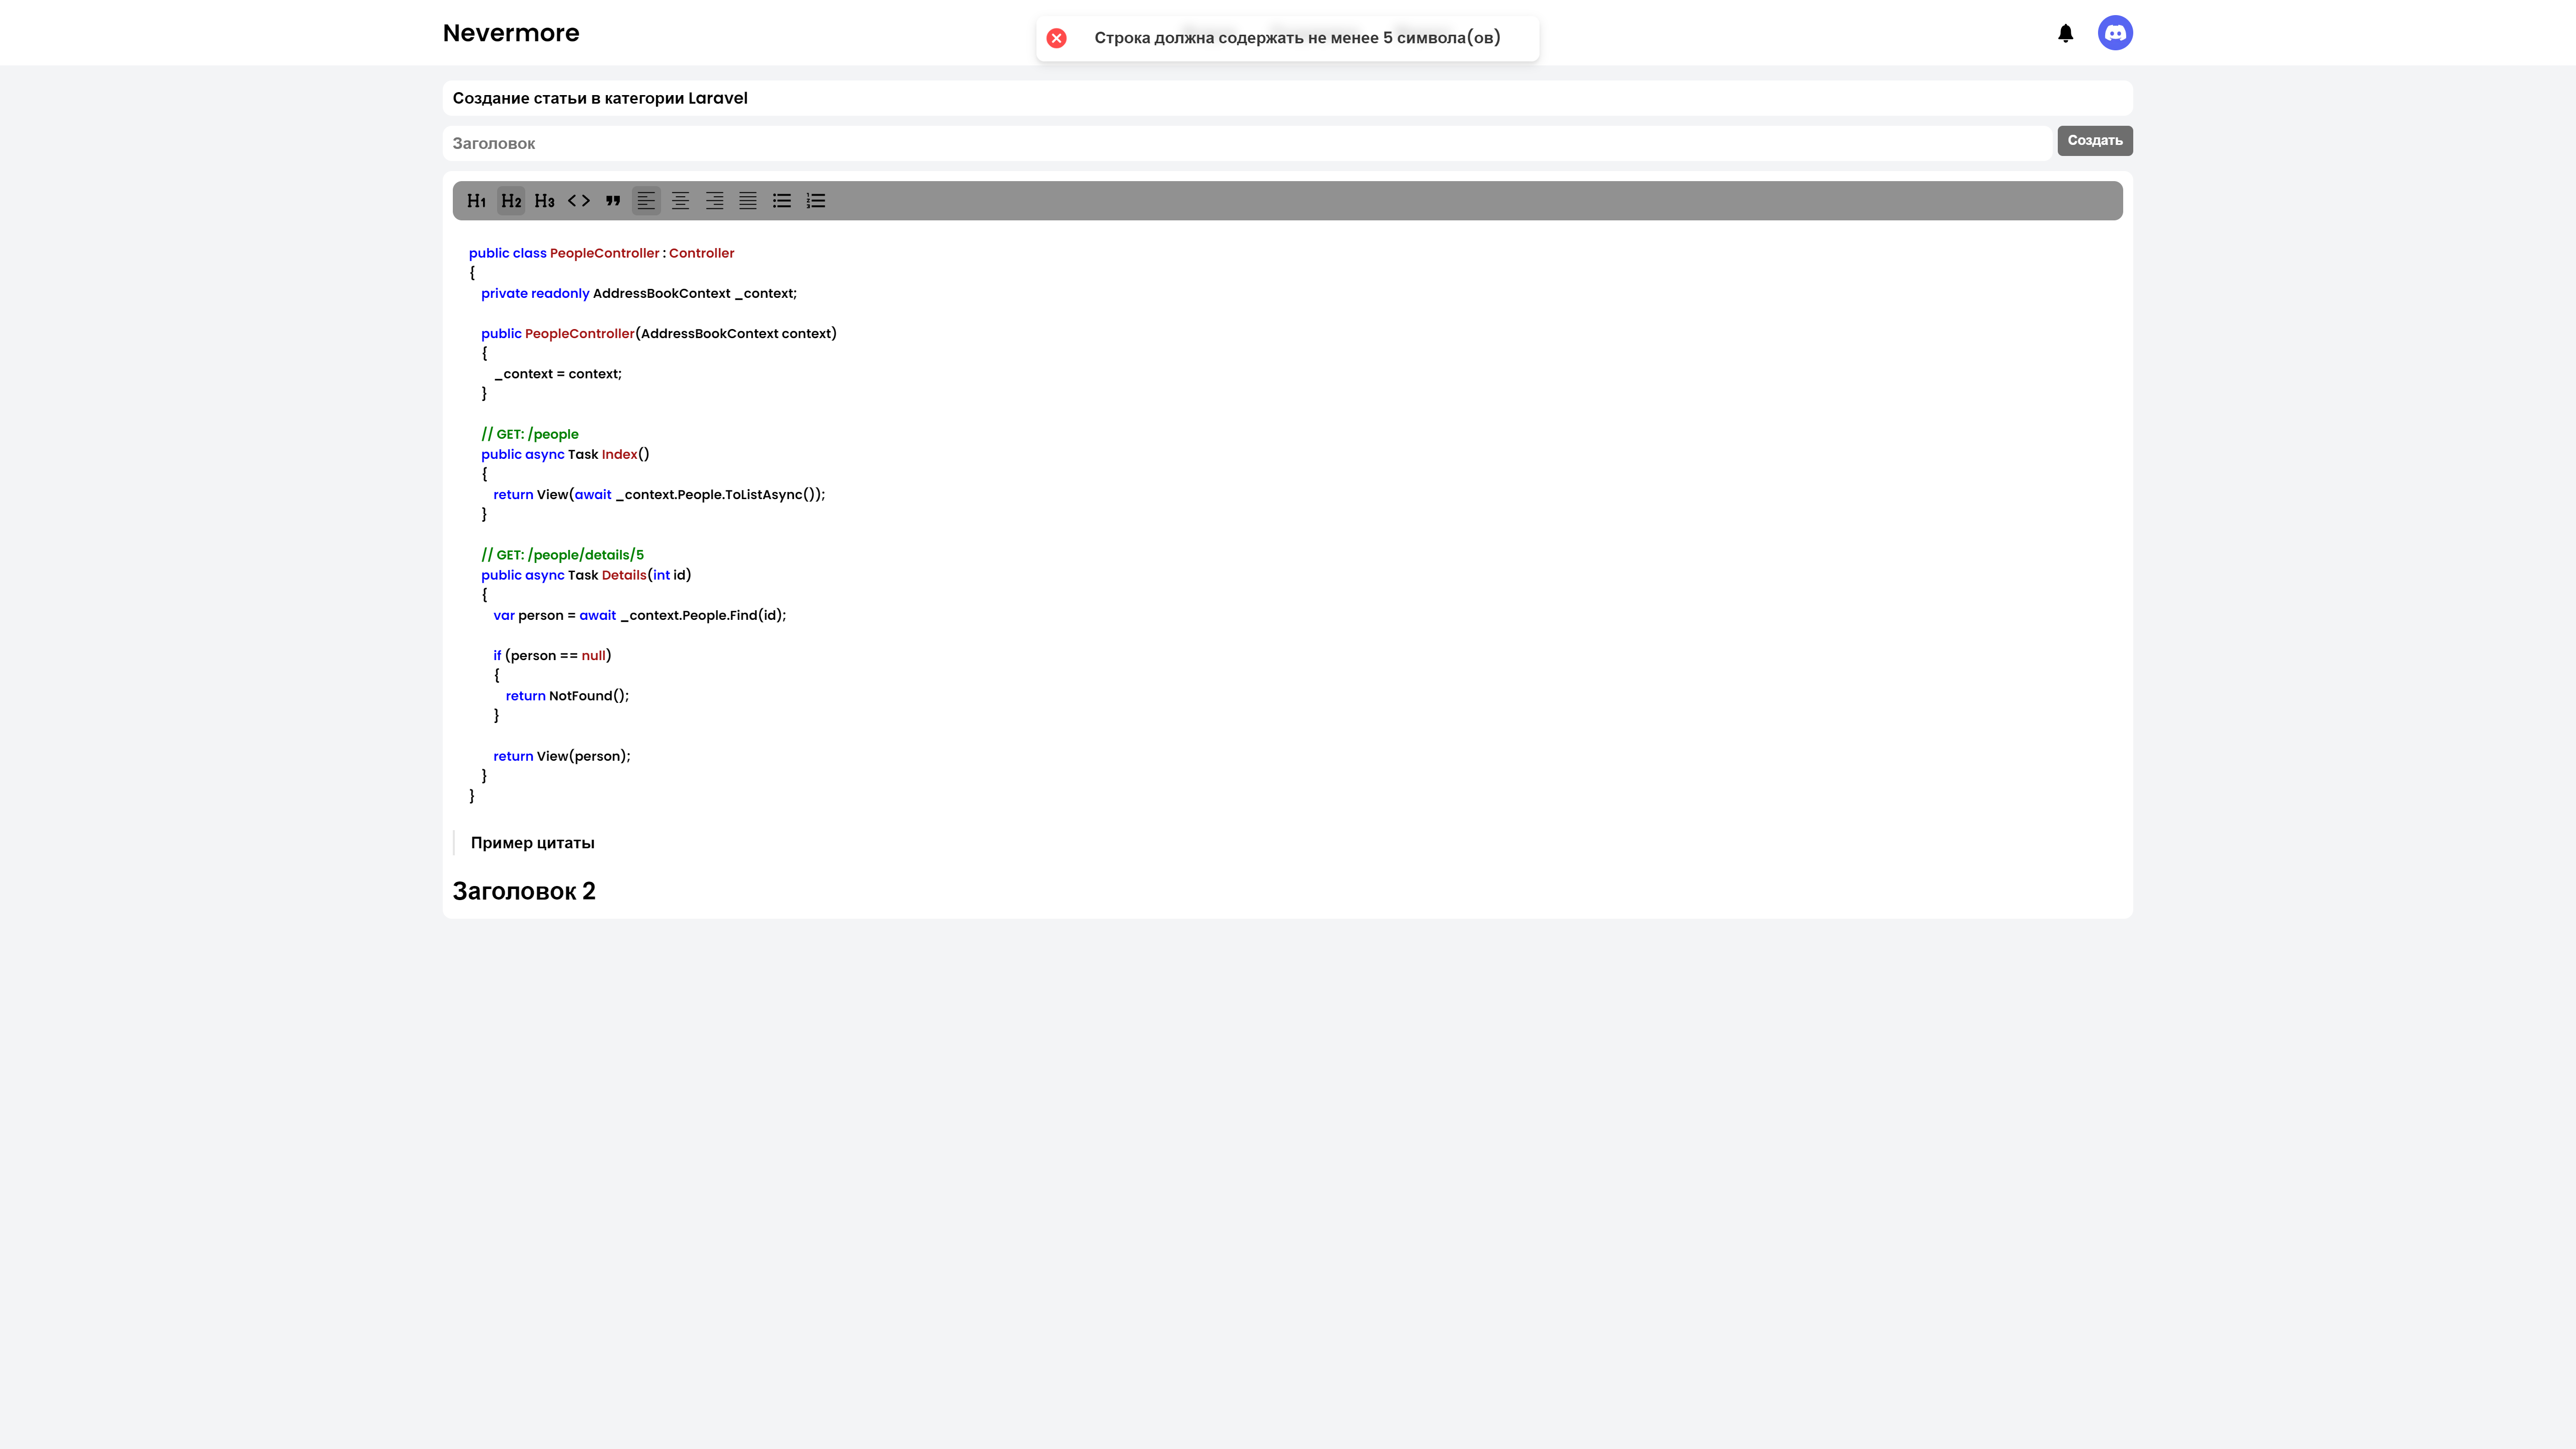 Nevermore
Строка должна содержать не менее 5 символа(ов)
Создание статьи в категории Laravel
Заголовок
Создать
H1 H2 H3
public class PeopleController : Controller
{
private readonly AddressBookContext _context;
public PeopleController(AddressBookContext context)
{
_context = context;
}
// GET: /people
public async Task Index()
{
return View(await _context.People.ToListAsync());
}
// GET: /people/details/5
public async Task Details(int id)
{
var person = await _context.People.Find(id);
if (person == null)
{
return NotFound();
}
return View(person);
}
}
Пример цитаты
Заголовок 2